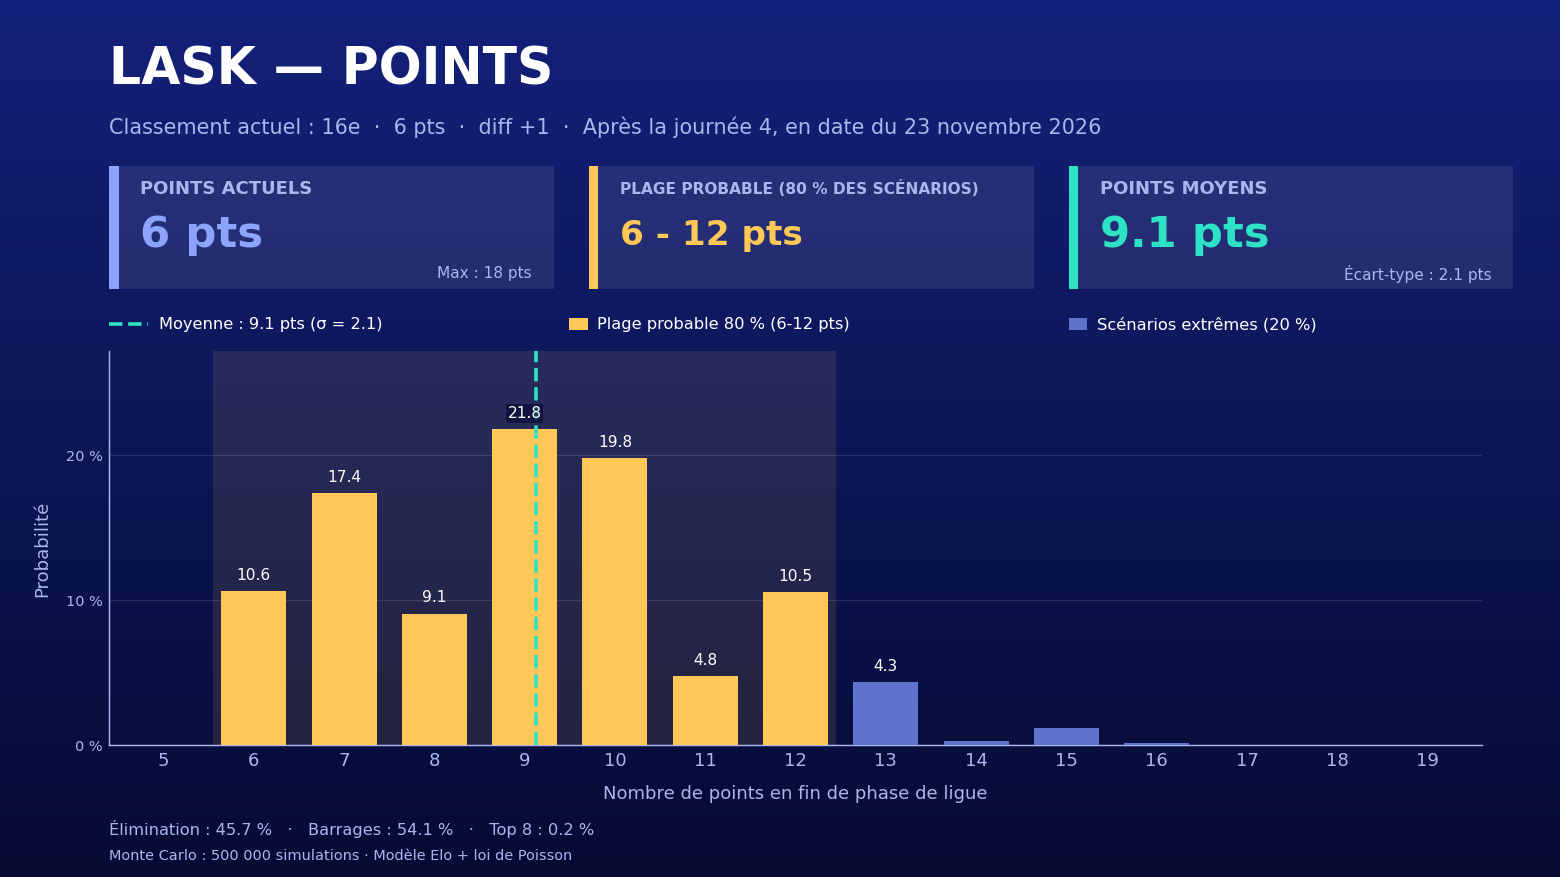 LASK — POINTS
Classement actuel : 16e · 6 pts · diff +1 · Après la journée 4, en date du 23 novembre 2026
POINTS ACTUELS
6 pts
Max : 18 pts
PLAGE PROBABLE (80 % DES SCÉNARIOS)
6 - 12 pts
POINTS MOYENS
9.1 pts
Écart-type : 2.1 pts
Moyenne : 9.1 pts (σ = 2.1)
Plage probable 80 % (6-12 pts)
Scénarios extrêmes (20 %)
Probabilité
20 %
10 %
0 %
10.6
17.4
9.1
21.8
19.8
4.8
10.5
4.3
5 6 7 8 9 10 11 12 13 14 15 16 17 18 19
Nombre de points en fin de phase de ligue
Élimination : 45.7 % · Barrages : 54.1 % · Top 8 : 0.2 %
Monte Carlo : 500 000 simulations · Modèle Elo + loi de Poisson